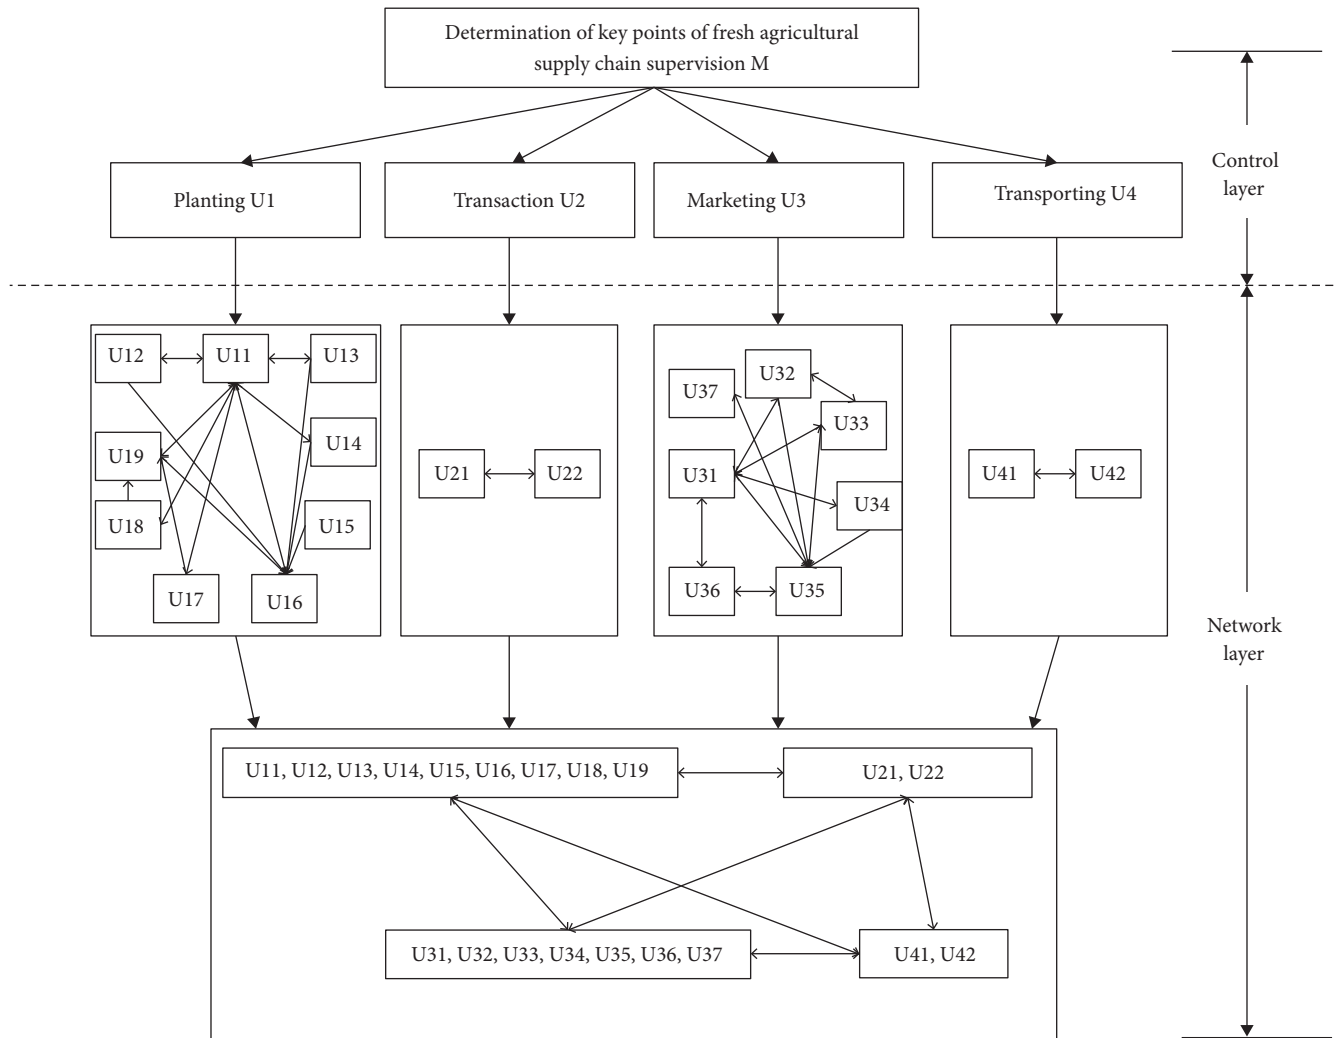 Determination of key points of fresh agricultural
supply chain supervision M
Control
layer
Planting U1
Transaction U2
Marketing U3
Transporting U4
U12
U11
U13
U19
U14
U18
U15
U17
U16
U21
U22
U32
U37
U33
U31
U34
U36
U35
U41
U42
Network
layer
U11, U12, U13, U14, U15, U16, U17, U18, U19
U21, U22
U31, U32, U33, U34, U35, U36, U37
U41, U42